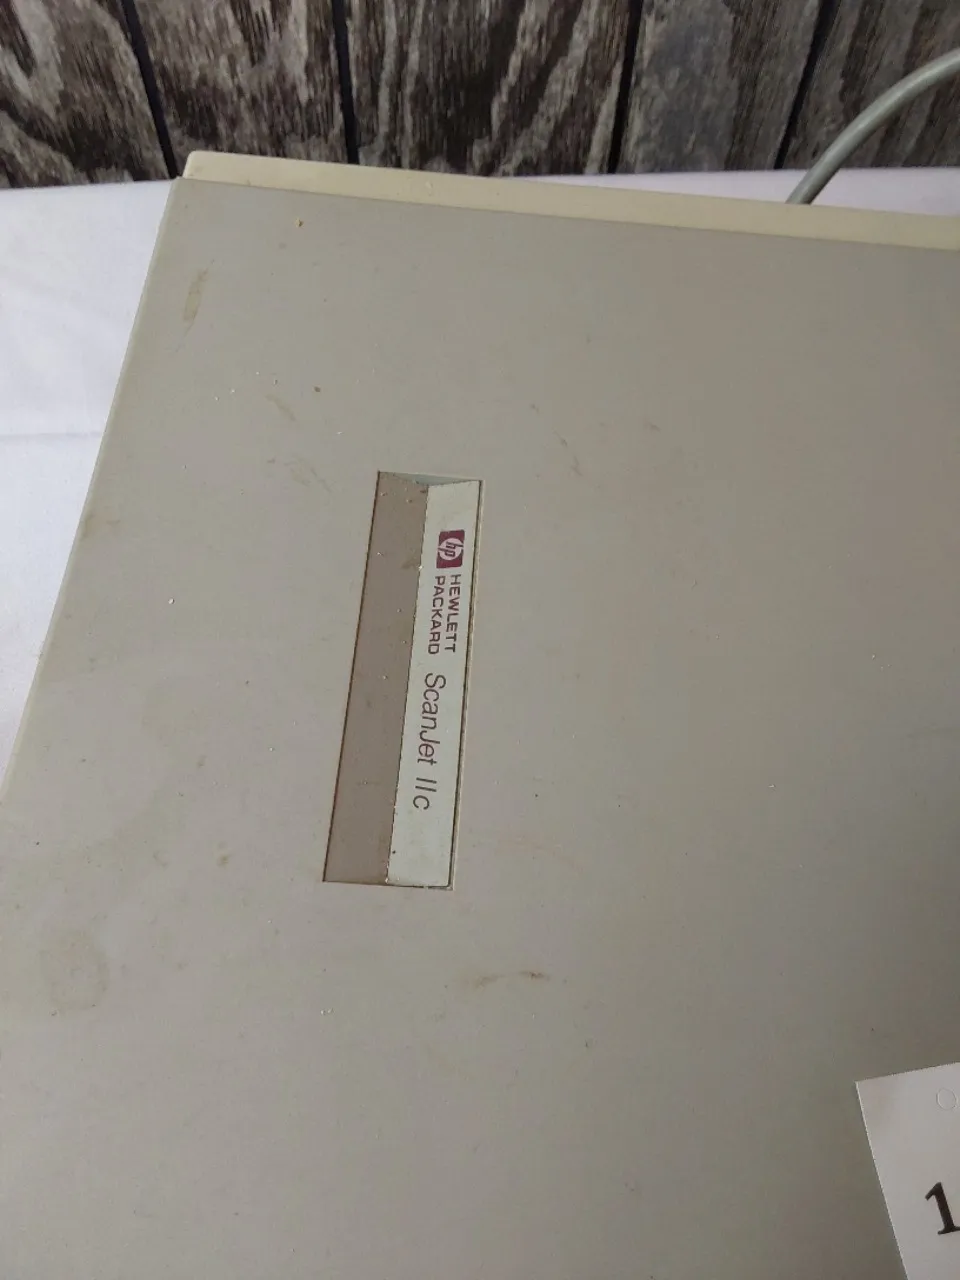 hp
HEWLETT
PACKARD
ScanJet IIc
1